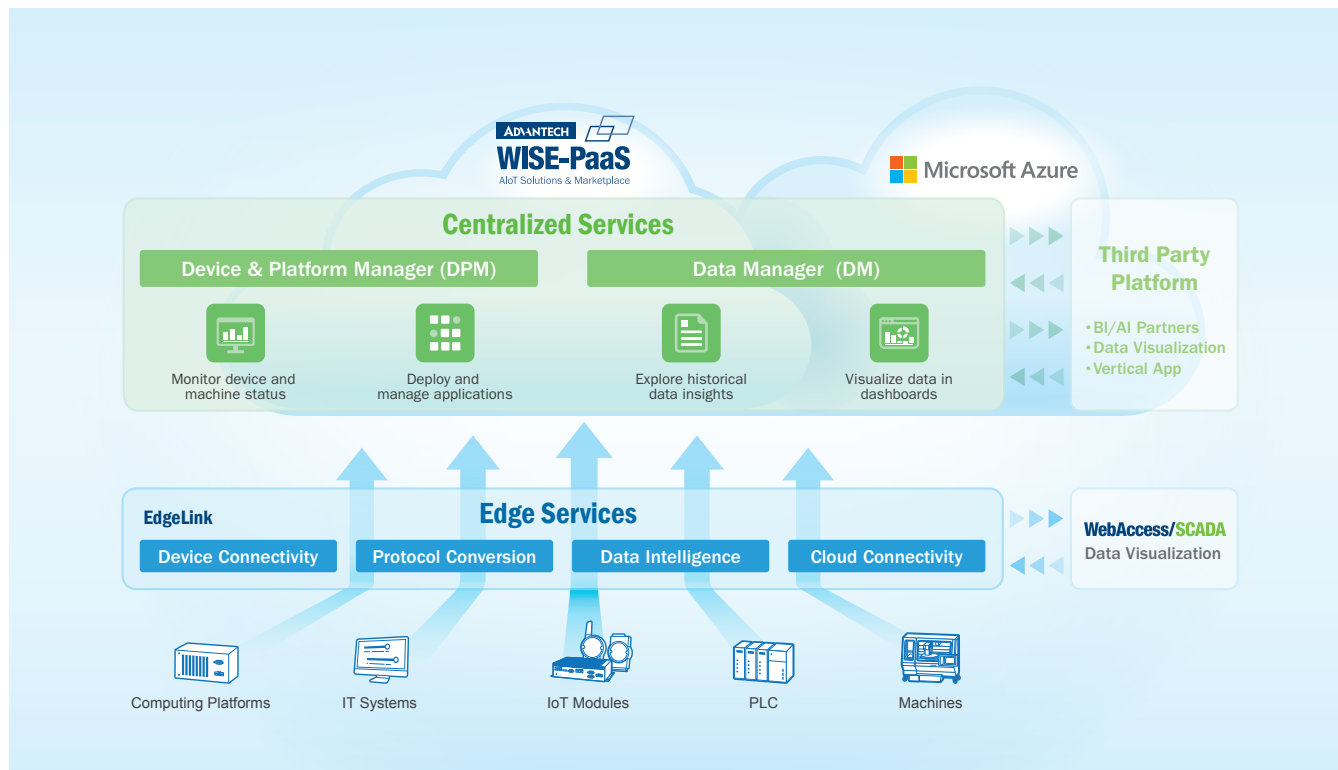 ADVANTECH
WISE-PaaS
AIoT Solutions & Marketplace
Microsoft Azure
Centralized Services
Device & Platform Manager (DPM)
Data Manager (DM)
Monitor device and
machine status
Deploy and
manage applications
Explore historical
data insights
Visualize data in
dashboards
Third Party
Platform
•BI/AI Partners
•Data Visualization
•Vertical App
EdgeLink
Edge Services
Device Connectivity
Protocol Conversion
Data Intelligence
Cloud Connectivity
WebAccess/SCADA
Data Visualization
Computing Platforms
IT Systems
IoT Modules
PLC
Machines